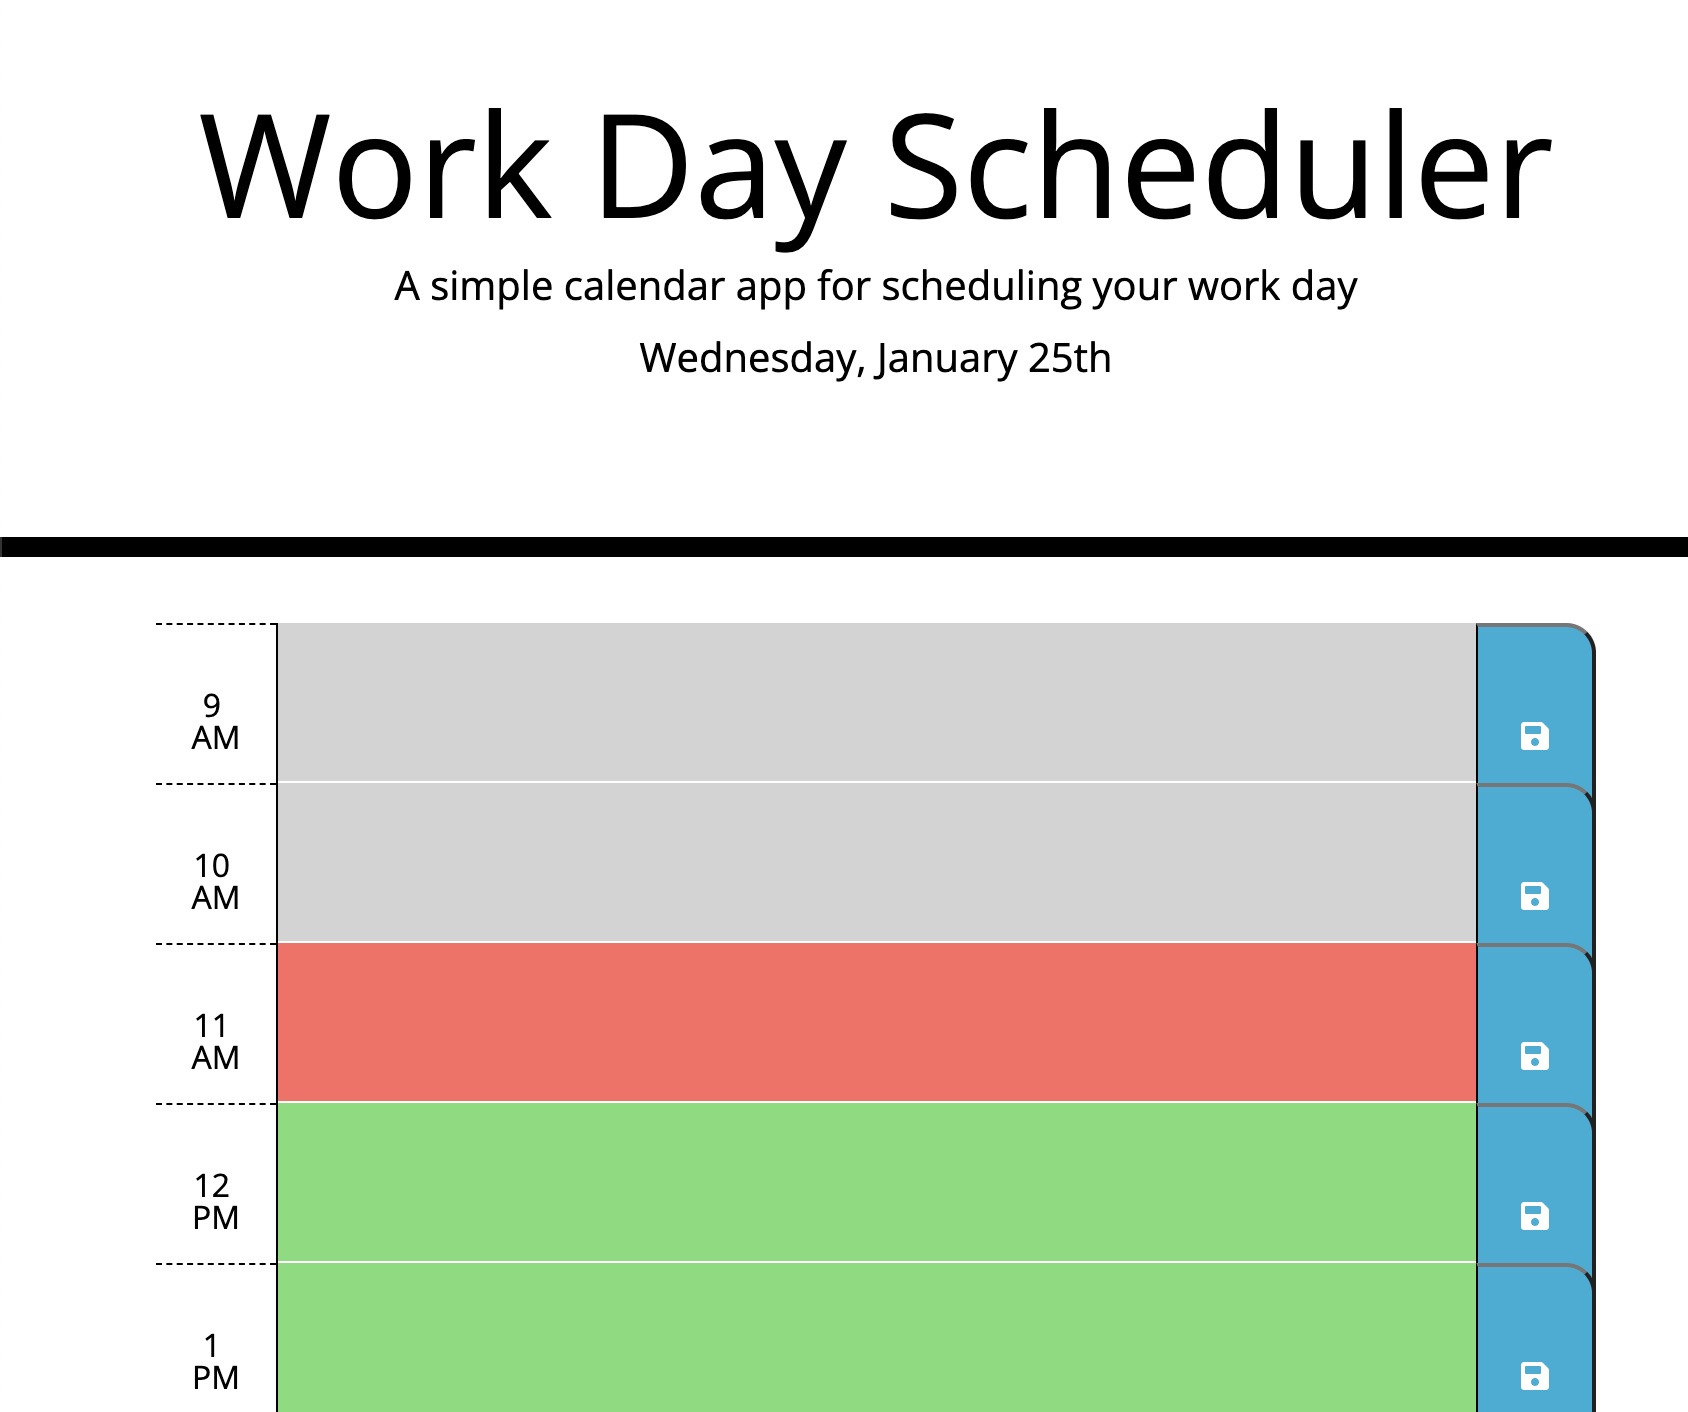 Work Day Scheduler
A simple calendar app for scheduling your work day
Wednesday, January 25th
9
AM
10
AM
11
AM
12
PM
1
PM